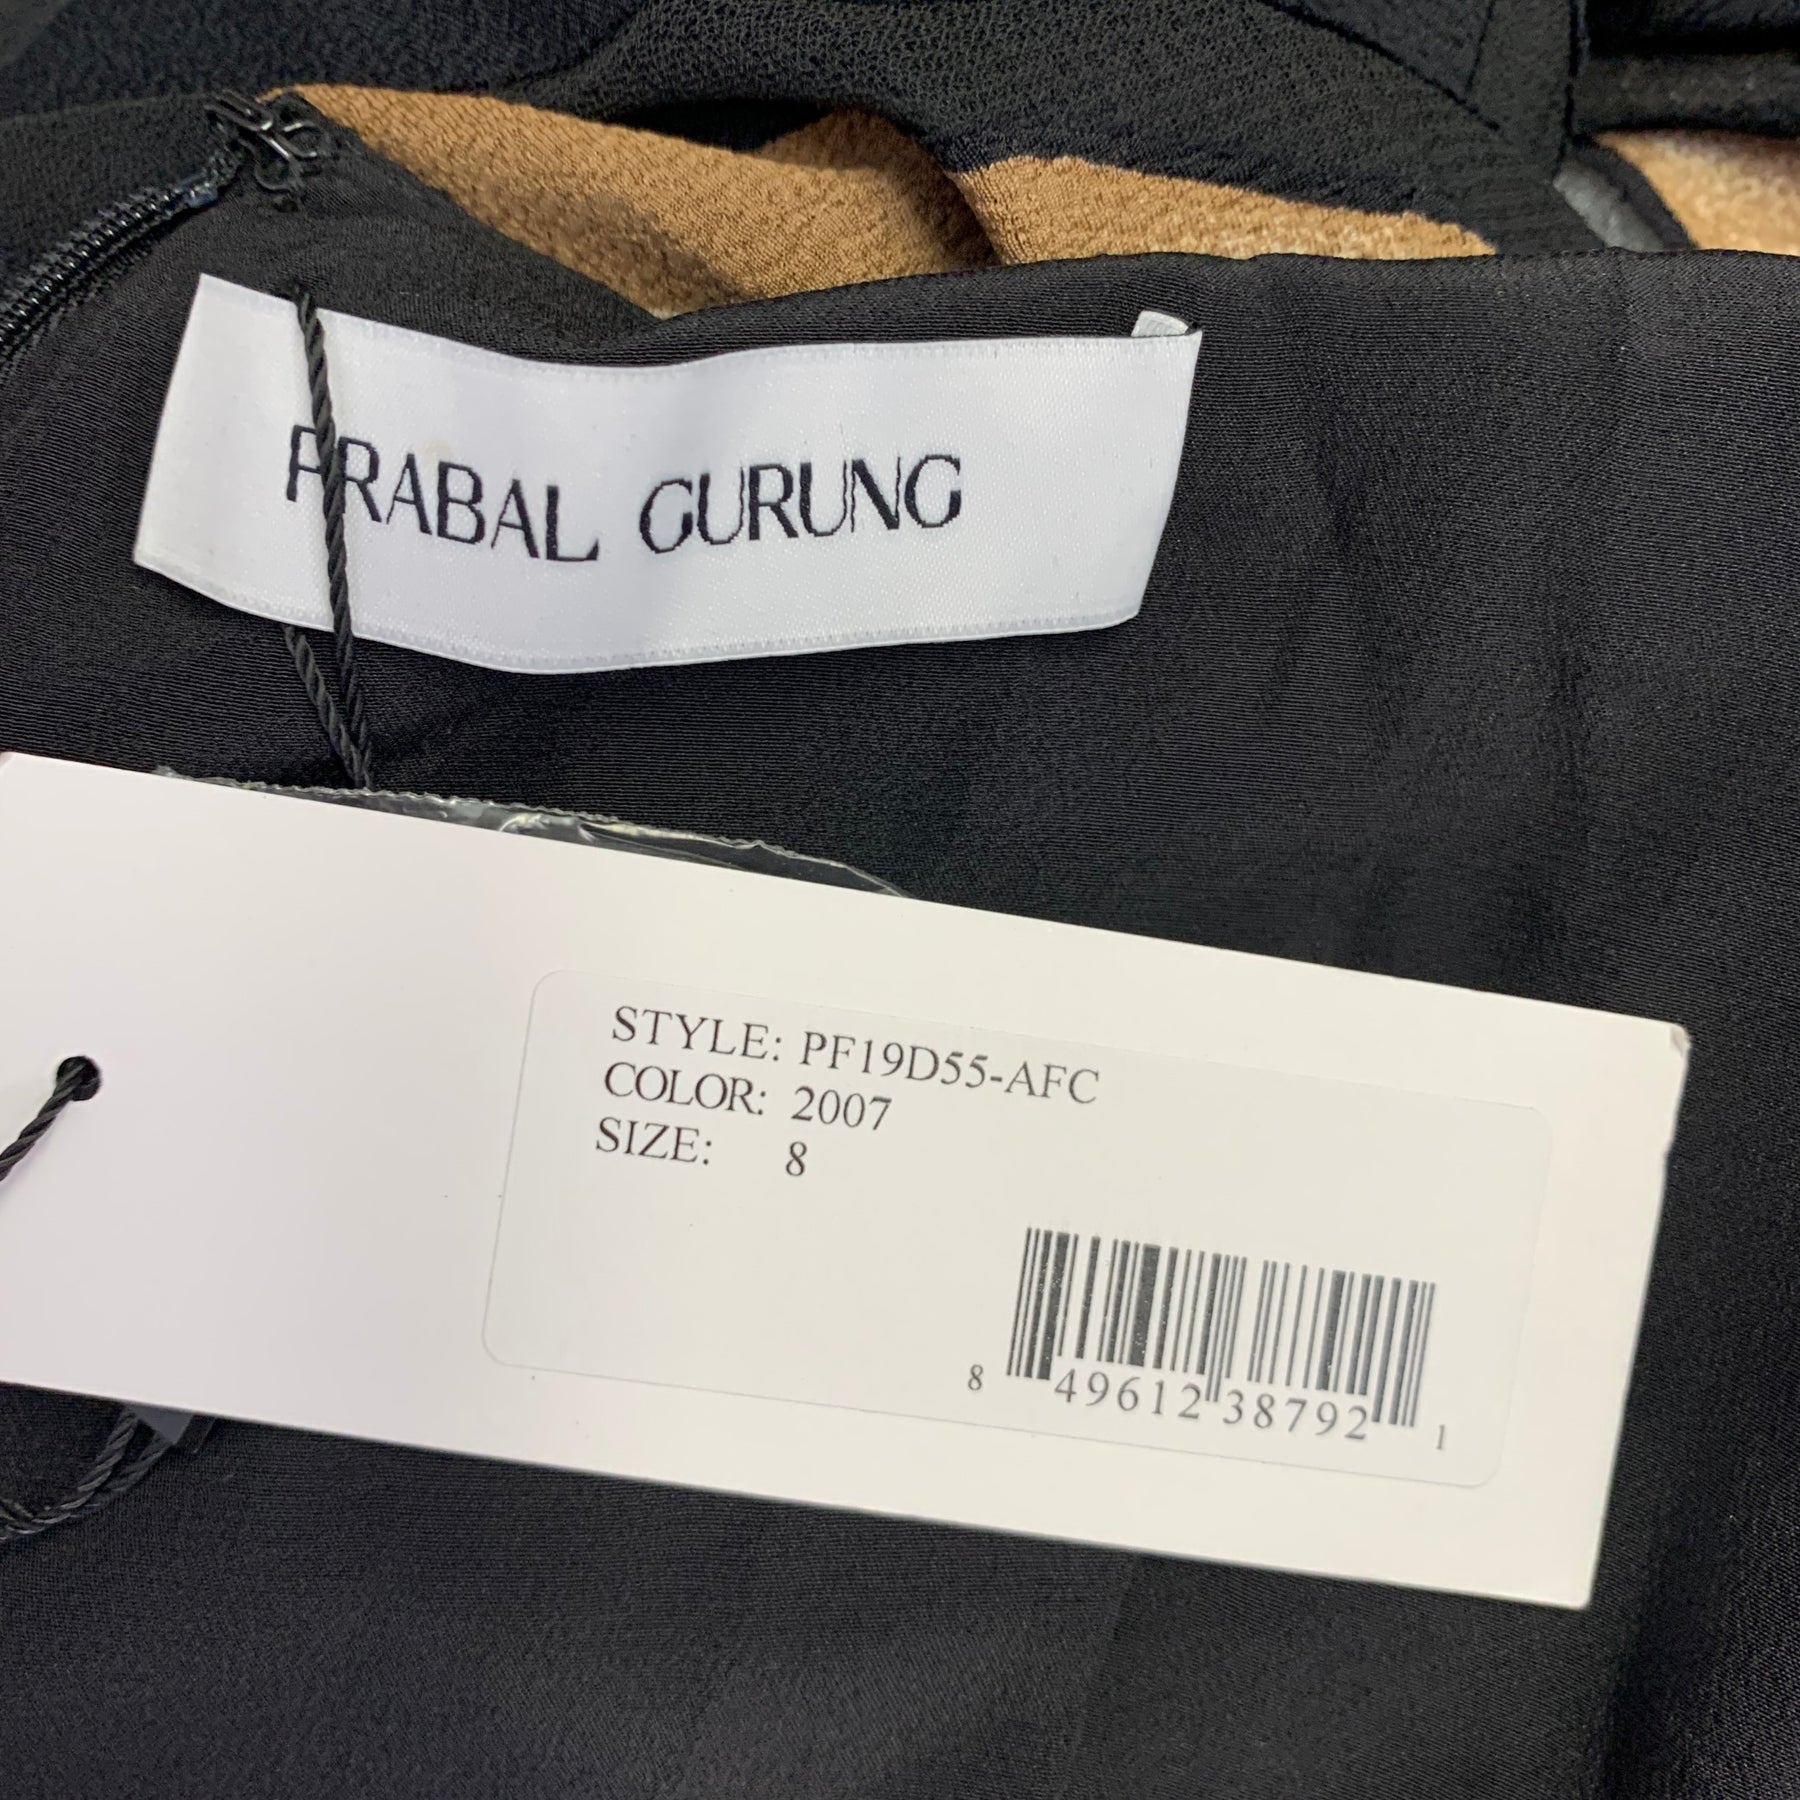 PRABAL GURUNG
STYLE: PF19D55-AFC
COLOR: 2007
SIZE: 8
8 49612 38792 1